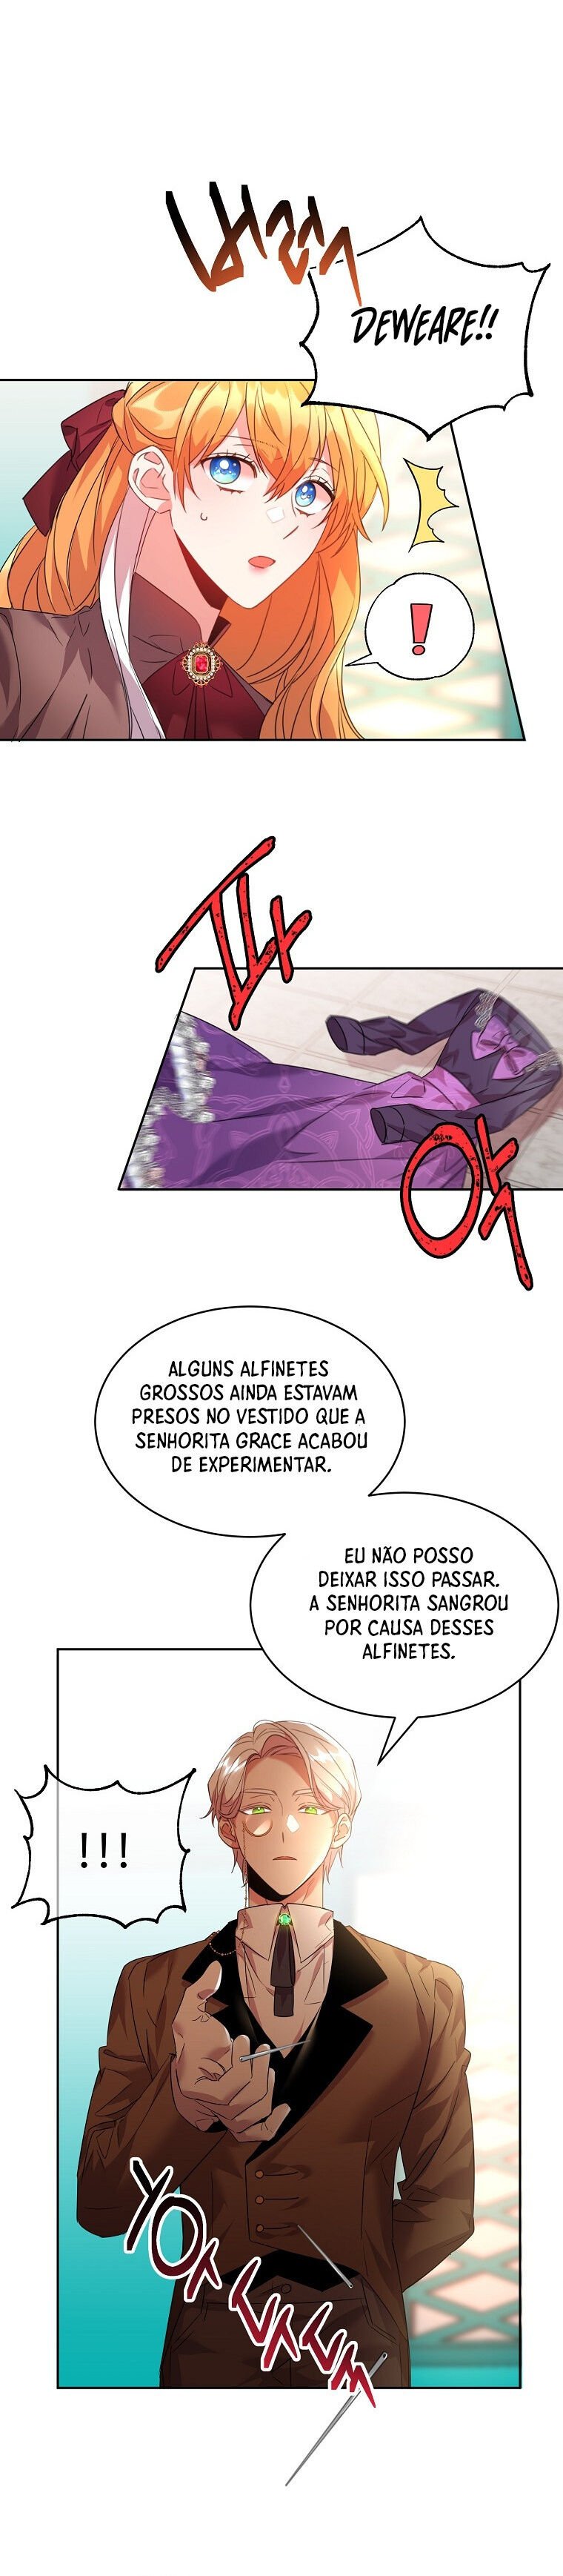 DEWEARE!!
!
ALGUNS ALFINETES
GROSSOS AINDA ESTAVAM
PRESOS NO VESTIDO QUE A
SENHORITA GRACE ACABOU
DE EXPERIMENTAR.
EU NÃO POSSO
DEIXAR ISSO PASSAR.
A SENHORITA SANGROU
POR CAUSA DESSES
ALFINETES.
!!!